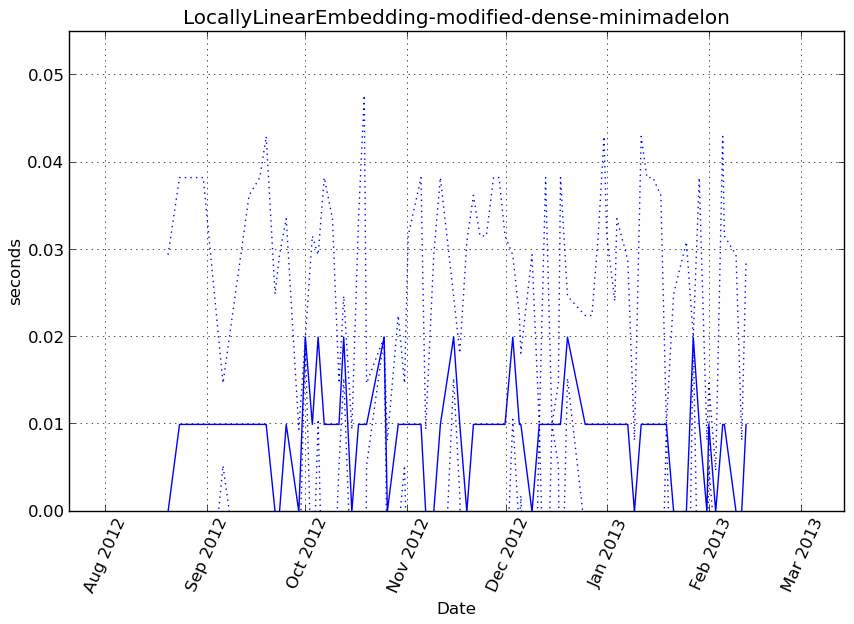 LocallyLinearEmbedding-modified-dense-minimadelon
0.05
0.04
0.03
0.02
0.01
0.00
seconds
Aug 2012
Sep 2012
Oct 2012
Nov 2012
Dec 2012
Jan 2013
Feb 2013
Mar 2013
Date